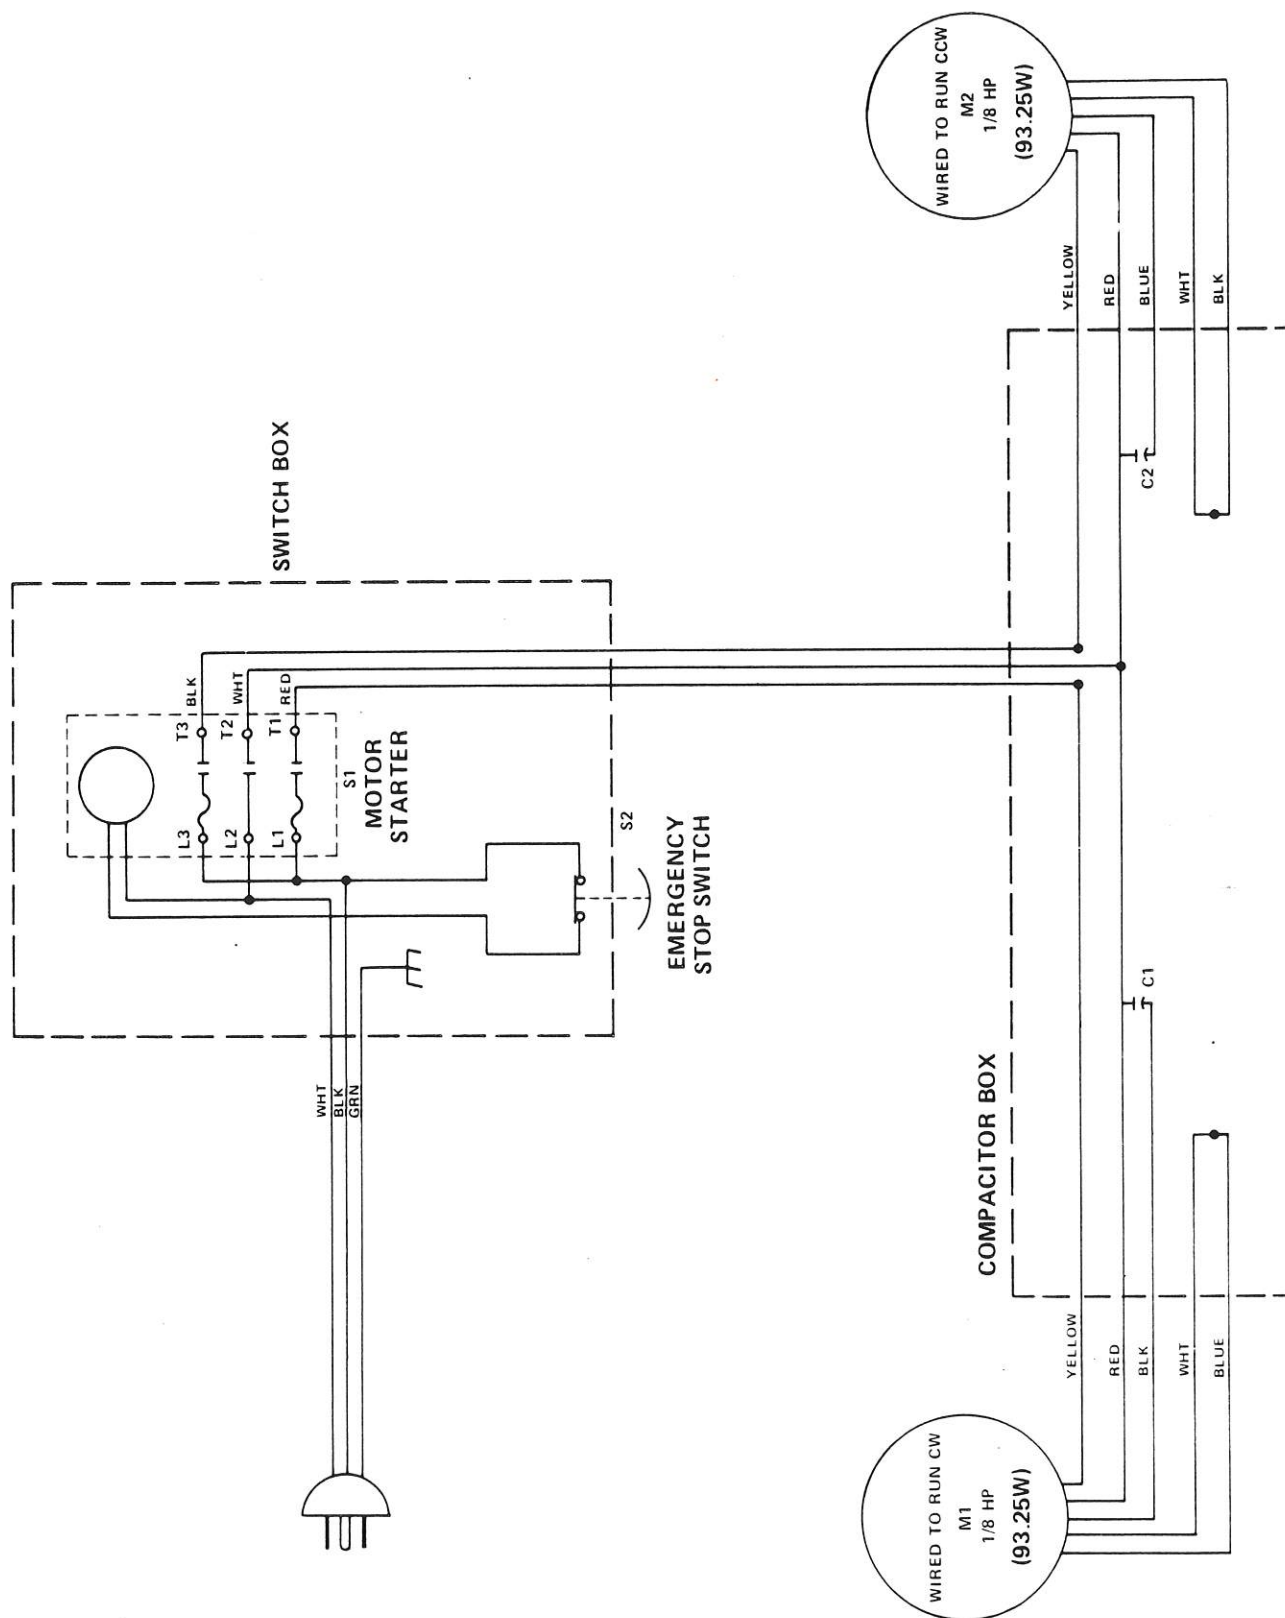 SWITCH BOX
BLK
WHT
RED
T3
T2
T1
L3
L2
L1
S1
MOTOR
STARTER
S2
EMERGENCY
STOP SWITCH
WHT
BLK
GRN
COMPACITOR BOX
C1
C2
YELLOW
RED
BLK
WHT
BLUE
WIRED TO RUN CW
M1
1/8 HP
(93.25W)
YELLOW
RED
BLUE
WHT
BLK
WIRED TO RUN CCW
M2
1/8 HP
(93.25W)